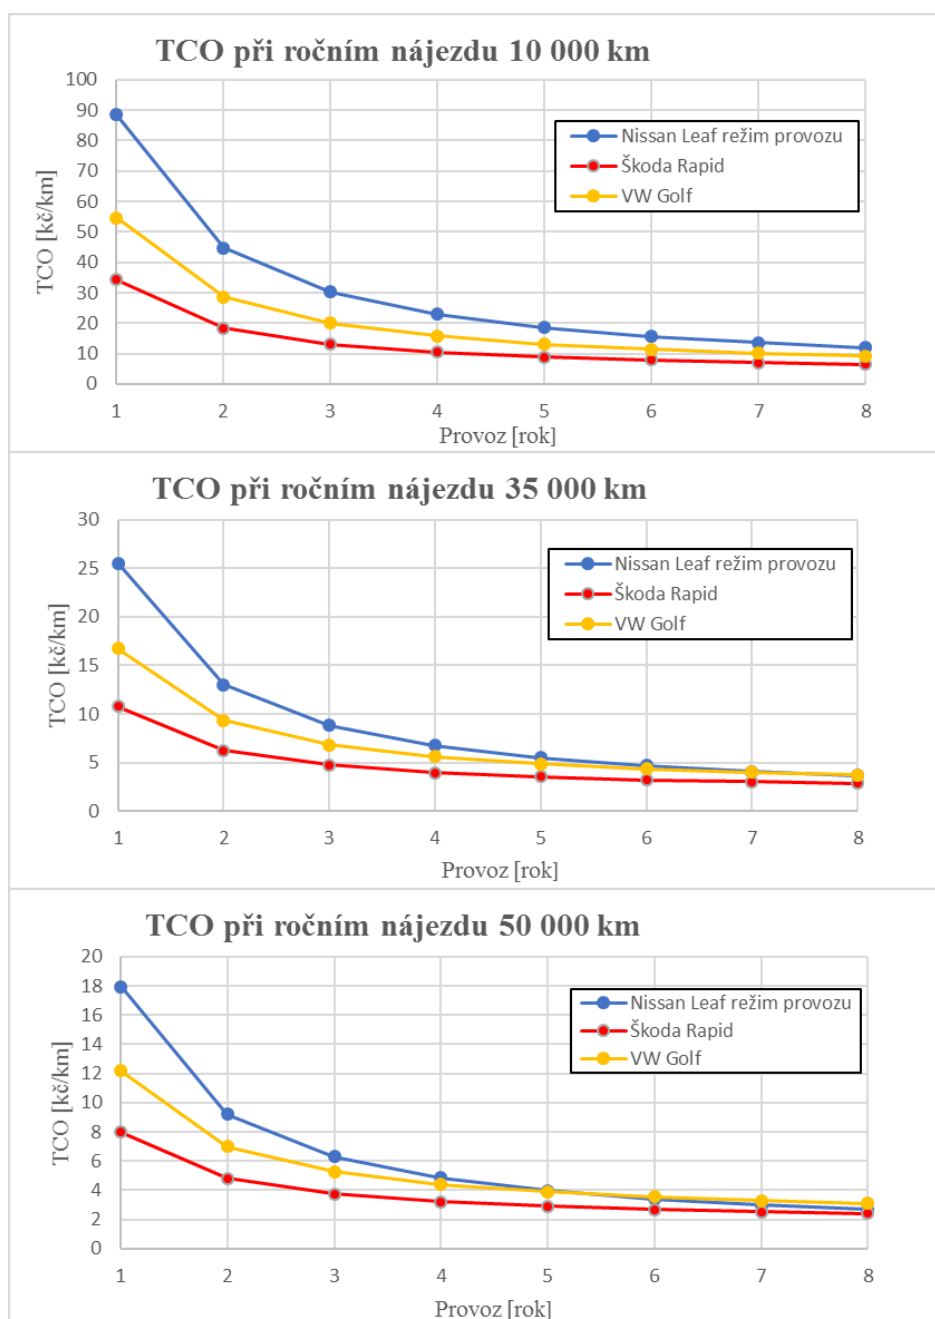 TCO při ročním nájezdu 10 000 km
100
90
80
70
60
50
40
30
20
10
0
TCO [kč/km]
Nissan Leaf režim provozu
Škoda Rapid
VW Golf
1 2 3 4 5 6 7 8
Provoz [rok]
TCO při ročním nájezdu 35 000 km
30
25
20
15
10
5
0
TCO [kč/km]
Nissan Leaf režim provozu
Škoda Rapid
VW Golf
1 2 3 4 5 6 7 8
Provoz [rok]
TCO při ročním nájezdu 50 000 km
20
18
16
14
12
10
8
6
4
2
0
TCO [kč/km]
Nissan Leaf režim provozu
Škoda Rapid
VW Golf
1 2 3 4 5 6 7 8
Provoz [rok]